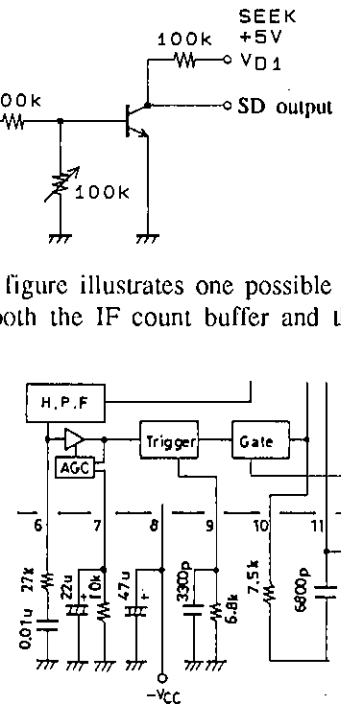 SEEK
+5V
100k
VD1
00k
SD output
100k
figure illustrates one possible
both the IF count buffer and th
H.P.F
Trigger
Gate
AGC
6 7 8 9 10 11
27k
0.01u
22u
+
10k
47u
+
3300p
6.8k
7.5k
6800p
-VCC